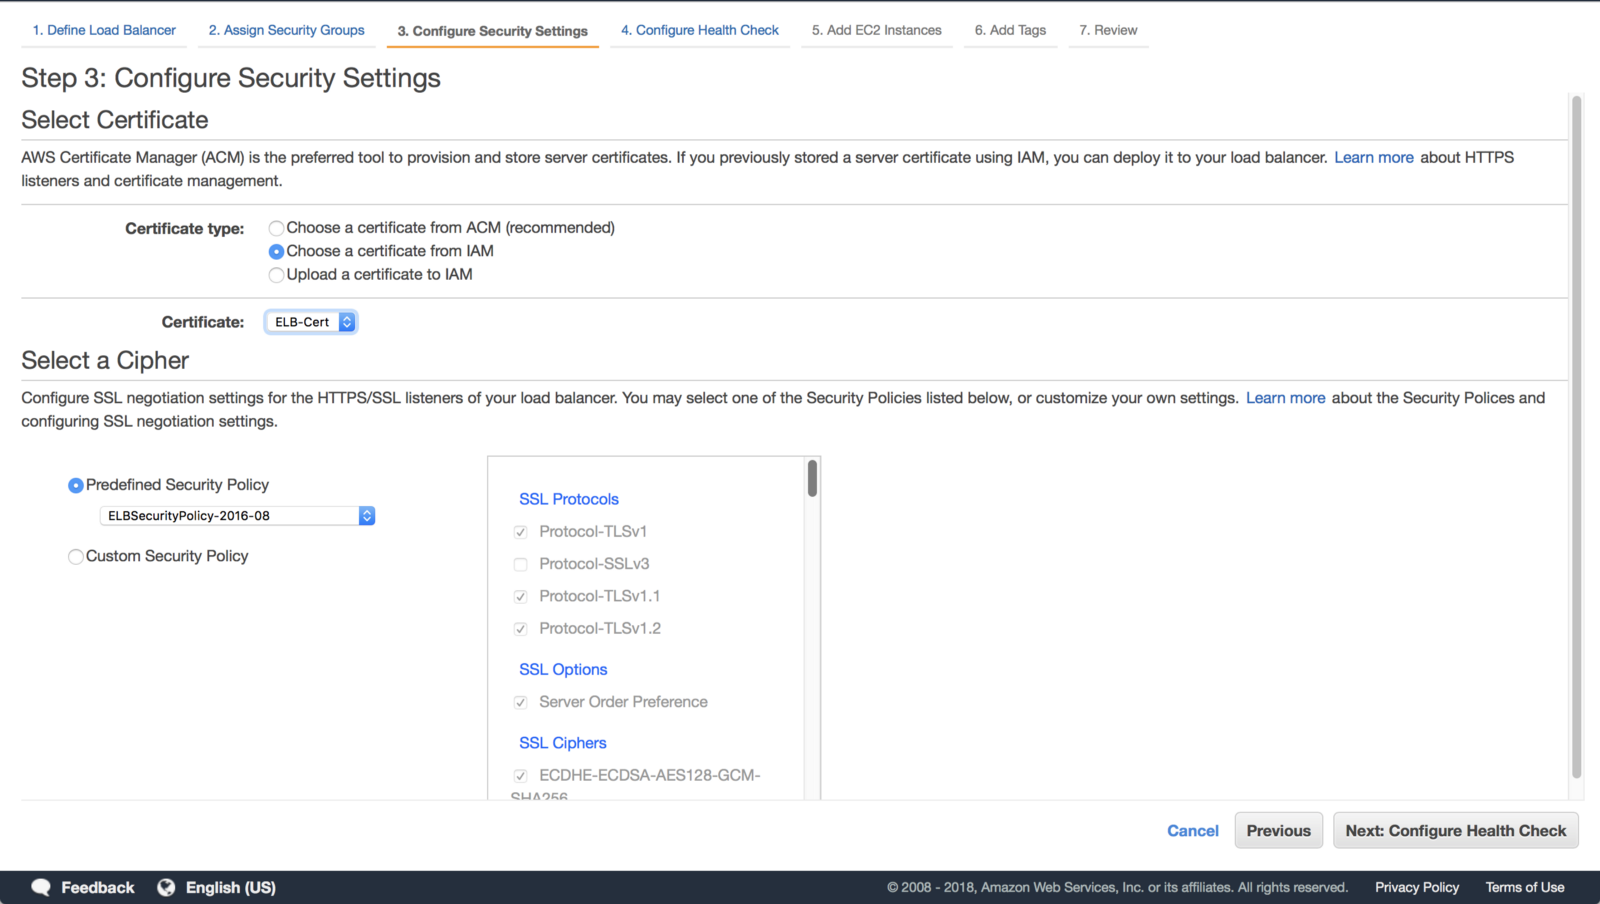 1. Define Load Balancer 2. Assign Security Groups 3. Configure Security Settings 4. Configure Health Check 5. Add EC2 Instances 6. Add Tags 7. Review
Step 3: Configure Security Settings
Select Certificate
AWS Certificate Manager (ACM) is the preferred tool to provision and store server certificates. If you previously stored a server certificate using IAM, you can deploy it to your load balancer. Learn more about HTTPS
listeners and certificate management.
Certificate type: Choose a certificate from ACM (recommended)
Choose a certificate from IAM
Upload a certificate to IAM
Certificate: ELB-Cert
Select a Cipher
Configure SSL negotiation settings for the HTTPS/SSL listeners of your load balancer. You may select one of the Security Policies listed below, or customize your own settings. Learn more about the Security Polices and
configuring SSL negotiation settings.
Predefined Security Policy
ELBSecurityPolicy-2016-08
Custom Security Policy
SSL Protocols
Protocol-TLSv1
Protocol-SSLv3
Protocol-TLSv1.1
Protocol-TLSv1.2
SSL Options
Server Order Preference
SSL Ciphers
ECDHE-ECDSA-AES128-GCM-
SHA256
Cancel Previous Next: Configure Health Check
Feedback English (US) © 2008 - 2018, Amazon Web Services, Inc. or its affiliates. All rights reserved. Privacy Policy Terms of Use